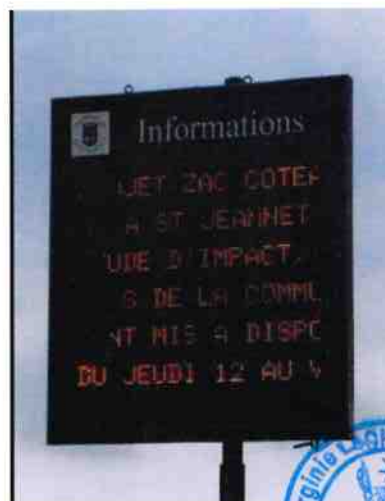 Informations
JET ZAC COTEA
A ST JEANNET
UDE D'IMPACT,
S DE LA COMMU
NT MIS A DISPO
DU JEUDI 12 AU V